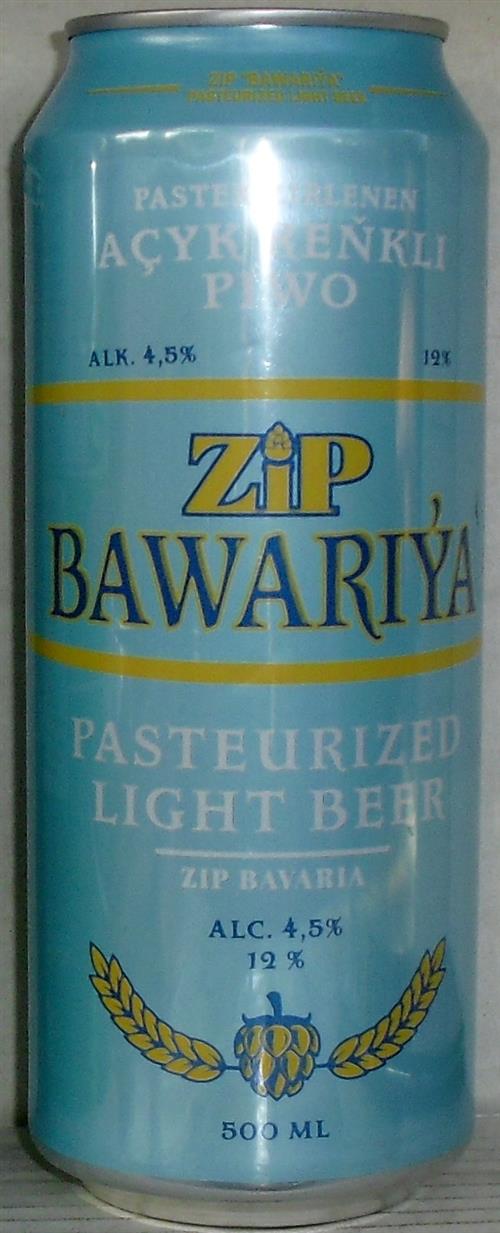 ZIP "BAWARIÝA"
PASTEURIZED LIGHT BEER
AÇYK REŇKLI
PIWO
ALK. 4,5%
12%
ZiP
BAWARIÝA
PASTEURIZED
LIGHT BEER
ZIP BAVARIA
ALC. 4,5%
12 %
500 ML